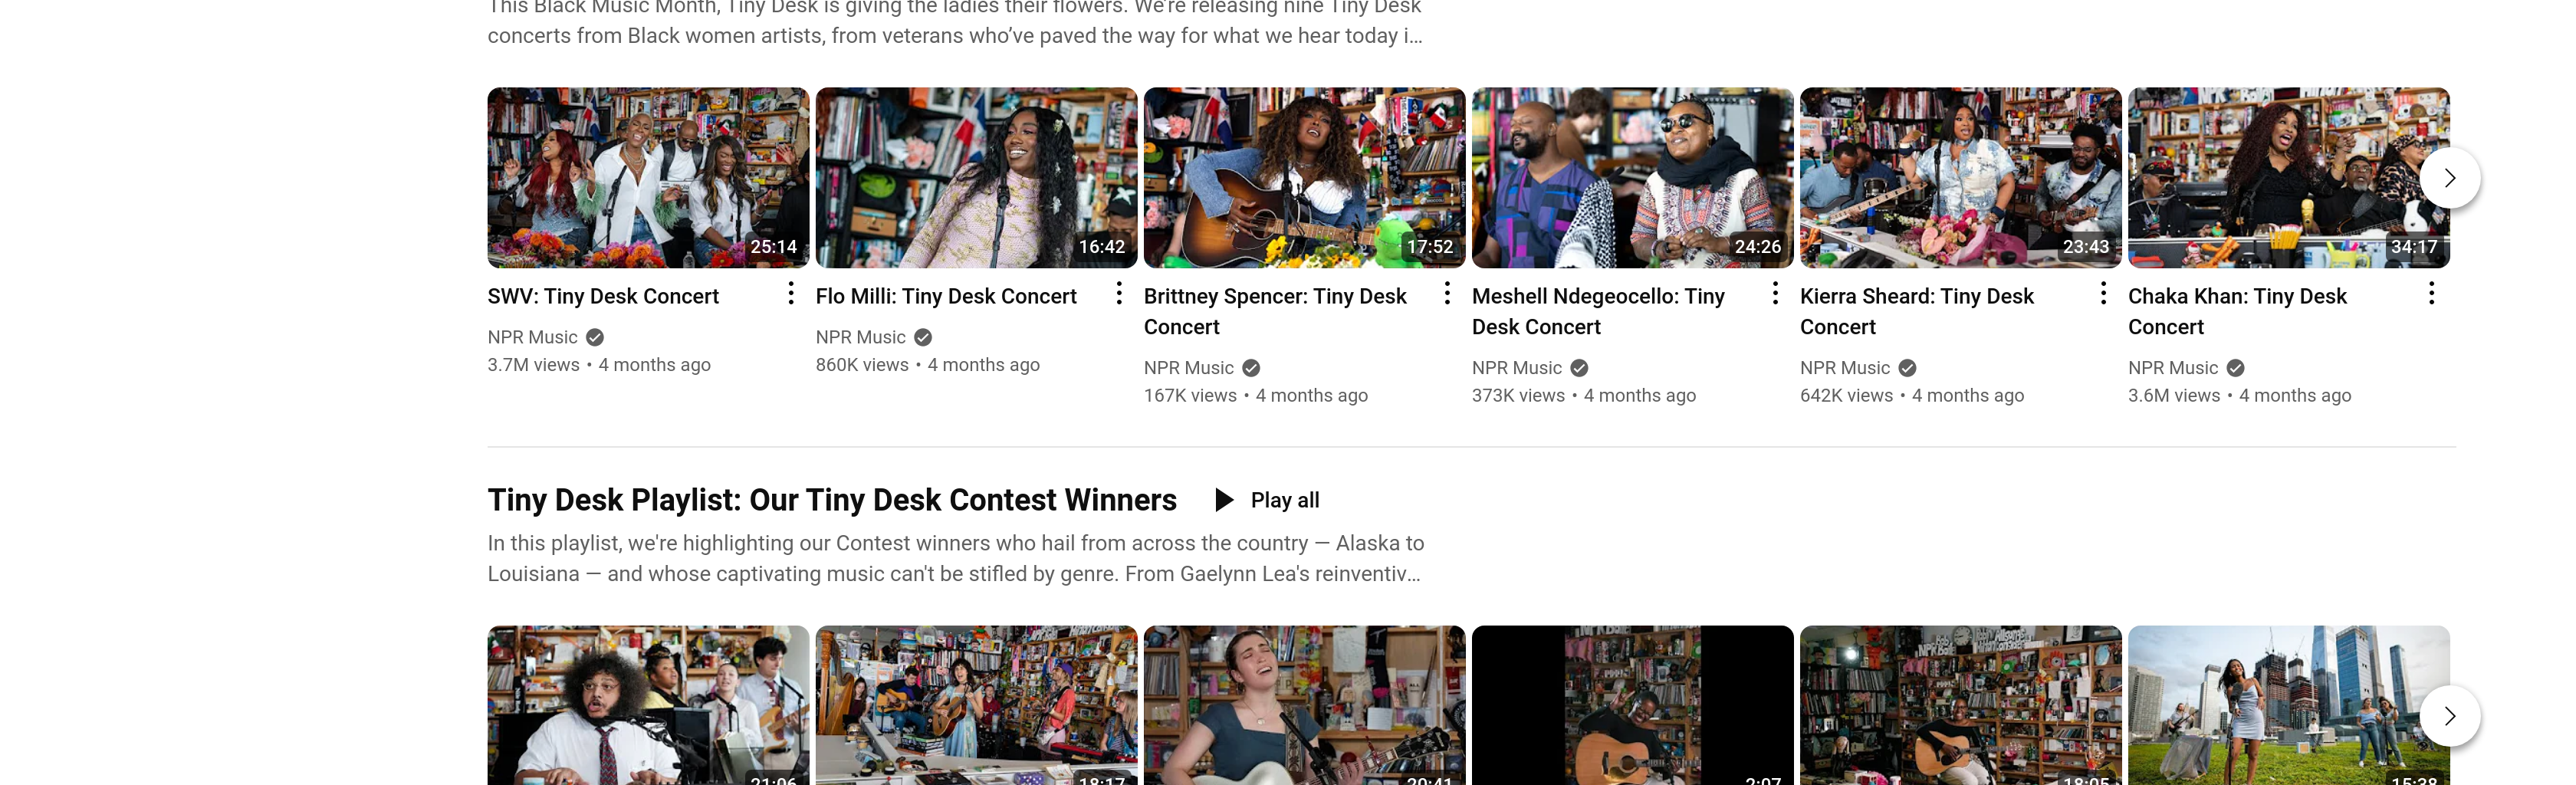 This Black Music Month, Tiny Desk is giving the ladies their flowers. We're releasing nine Tiny Desk
concerts from Black women artists, from veterans who've paved the way for what we hear today i...
25:14
16:42
17:52
24:26
23:43
34:17
SWV: Tiny Desk Concert
NPR Music
3.7M views • 4 months ago
Flo Milli: Tiny Desk Concert
NPR Music
860K views • 4 months ago
Brittney Spencer: Tiny Desk
Concert
NPR Music
167K views • 4 months ago
Meshell Ndegeocello: Tiny
Desk Concert
NPR Music
373K views • 4 months ago
Kierra Sheard: Tiny Desk
Concert
NPR Music
642K views • 4 months ago
Chaka Khan: Tiny Desk
Concert
NPR Music
3.6M views • 4 months ago
Tiny Desk Playlist: Our Tiny Desk Contest Winners
Play all
In this playlist, we're highlighting our Contest winners who hail from across the country — Alaska to
Louisiana — and whose captivating music can't be stifled by genre. From Gaelynn Lea's reinventiv...
21:06
18:17
20:41
2:07
18:05
15:38